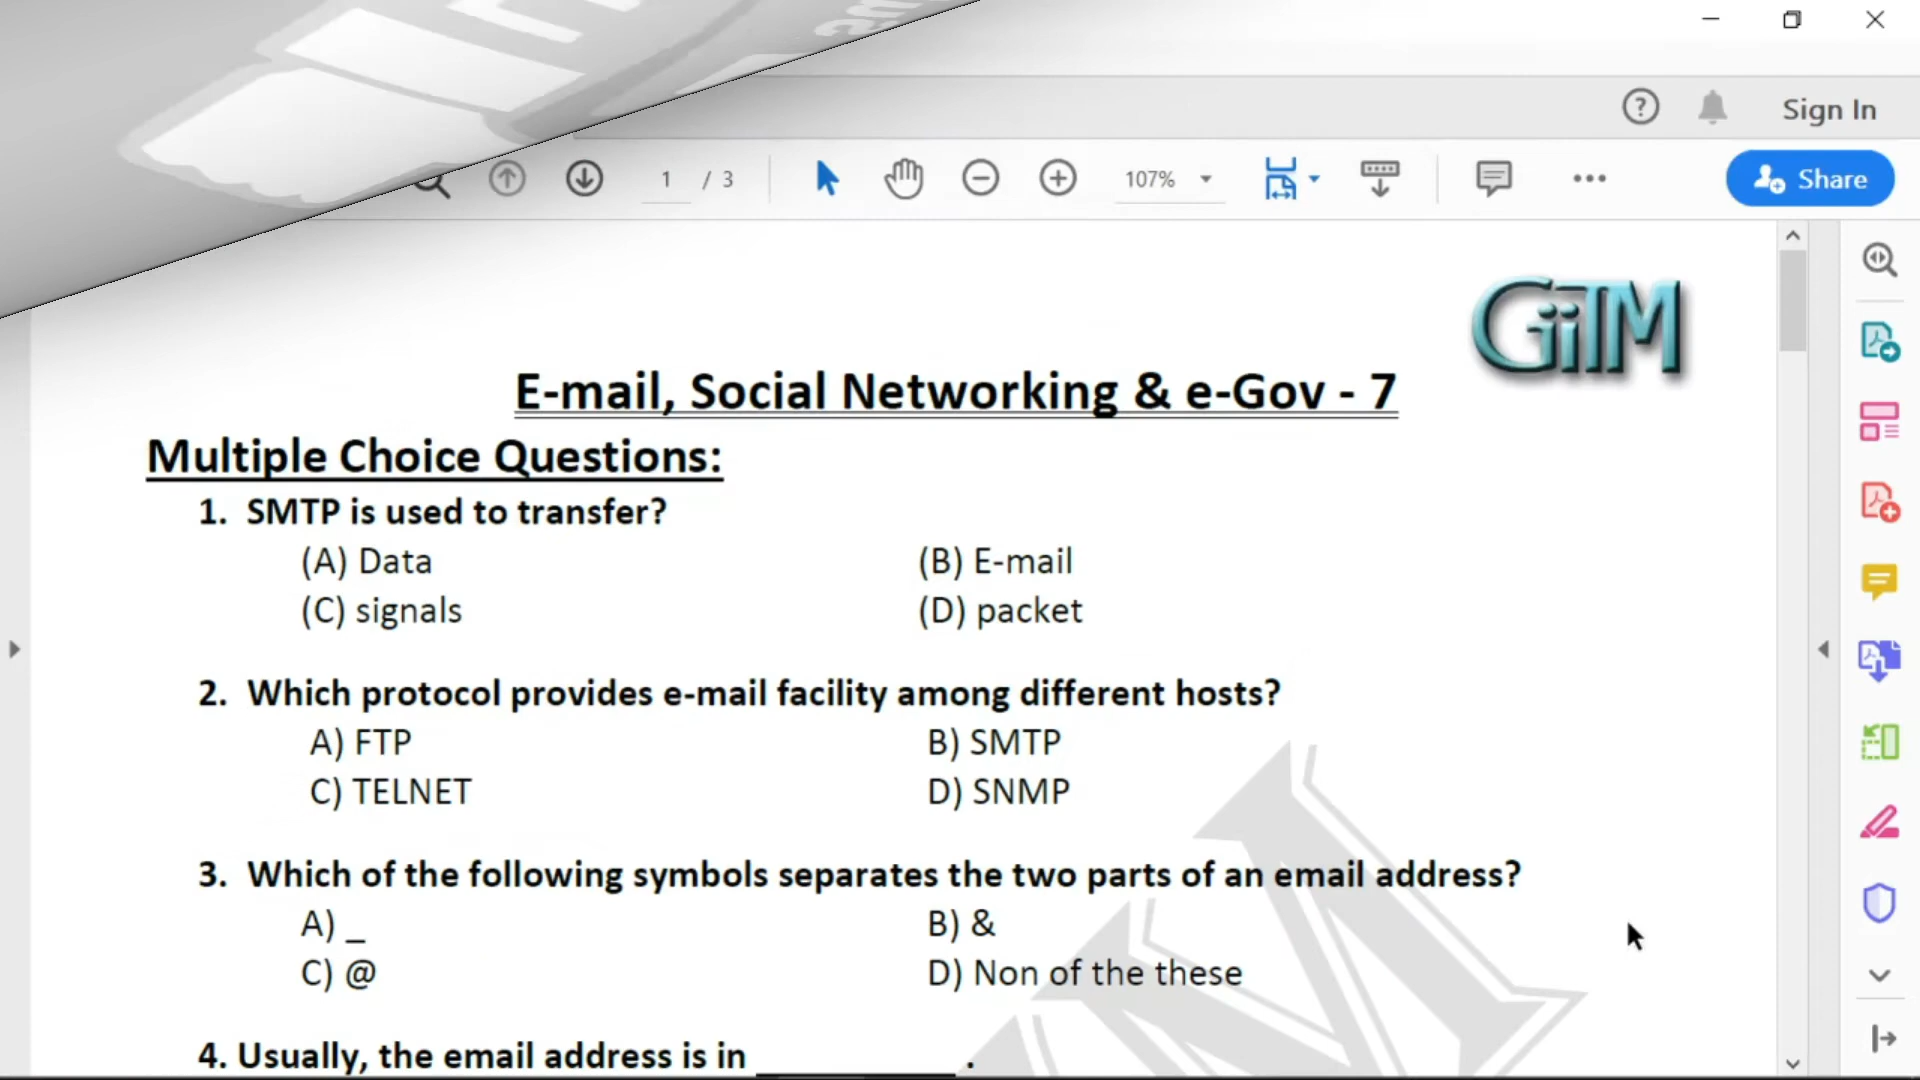 Sign In
1 / 3
107%
Share
GiiTM
E-mail, Social Networking & e-Gov - 7
Multiple Choice Questions:
1. SMTP is used to transfer?
(A) Data (B) E-mail
(C) signals (D) packet
2. Which protocol provides e-mail facility among different hosts?
A) FTP B) SMTP
C) TELNET D) SNMP
3. Which of the following symbols separates the two parts of an email address?
A) _ B) &
C) @ D) Non of the these
4. Usually, the email address is in __________ .